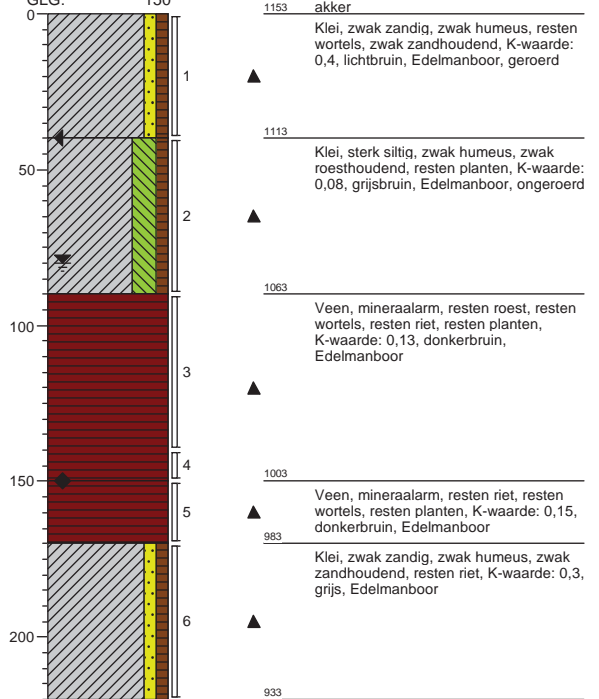 GLG: 150
0
1153 akker
Klei, zwak zandig, zwak humeus, resten
wortels, zwak zandhoudend, K-waarde:
0,4, lichtbruin, Edelmanboor, geroerd
1
1113
Klei, sterk siltig, zwak humeus, zwak
roesthoudend, resten planten, K-waarde:
0,08, grijsbruin, Edelmanboor, ongeroerd
50
2
1063
Veen, mineraalarm, resten roest, resten
wortels, resten riet, resten planten,
K-waarde: 0,13, donkerbruin,
Edelmanboor
100
3
4
150
1003
Veen, mineraalarm, resten riet, resten
wortels, resten planten, K-waarde: 0,15,
donkerbruin, Edelmanboor
5
983
Klei, zwak zandig, zwak humeus, zwak
zandhoudend, resten riet, K-waarde: 0,3,
grijs, Edelmanboor
6
200
933